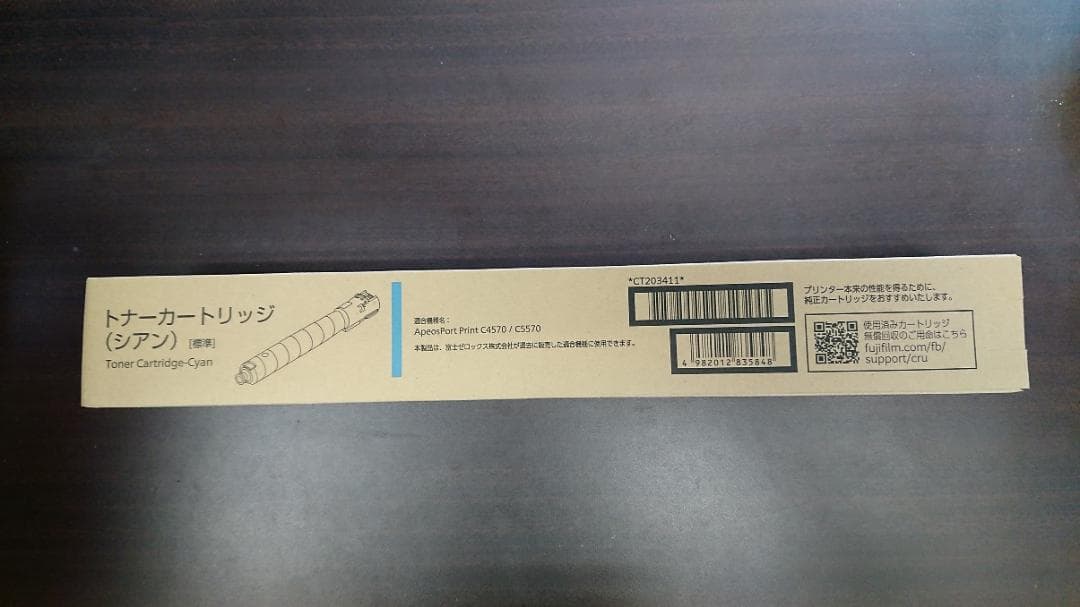 トナーカートリッジ
（シアン）［標準］
Toner Cartridge-Cyan
適合機種名：
ApeosPort Print C4570 / C5570
本製品は、富士ゼロックス株式会社が過去に販売した適合機種に使用できます。
*CT203411*
4 982012 835848
プリンター本来の性能を得るために、
純正カートリッジをおすすめいたします。
使用済みカートリッジ
無償回収のご用命はこちら
fujifilm.com/fb/
support/cru